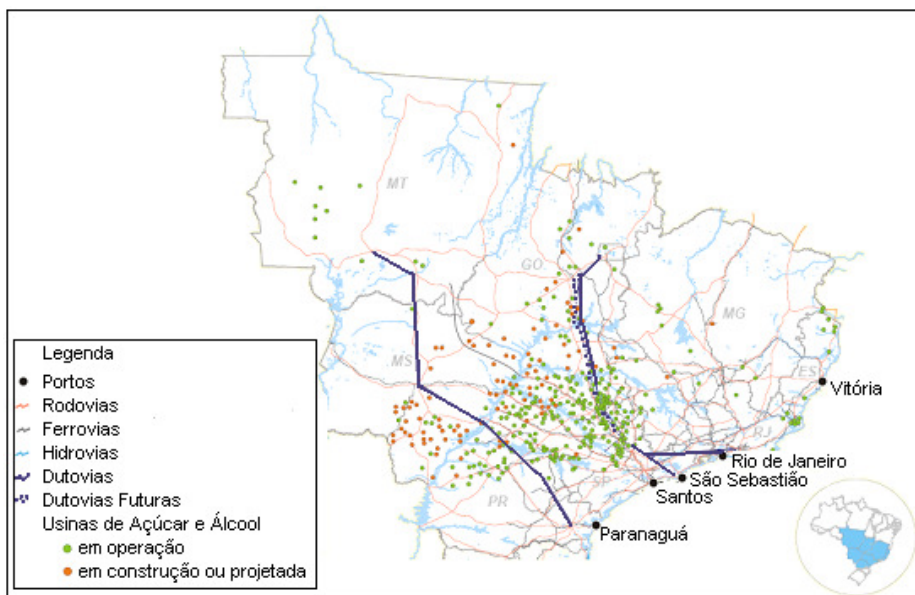 MT
GO
MG
MS
ES
RJ
SP
PR
Vitória
Rio de Janeiro
São Sebastião
Santos
Paranaguá
Legenda
Portos
Rodovias
Ferrovias
Hidrovias
Dutovias
Dutovias Futuras
Usinas de Açúcar e Álcool
em operação
em construção ou projetada